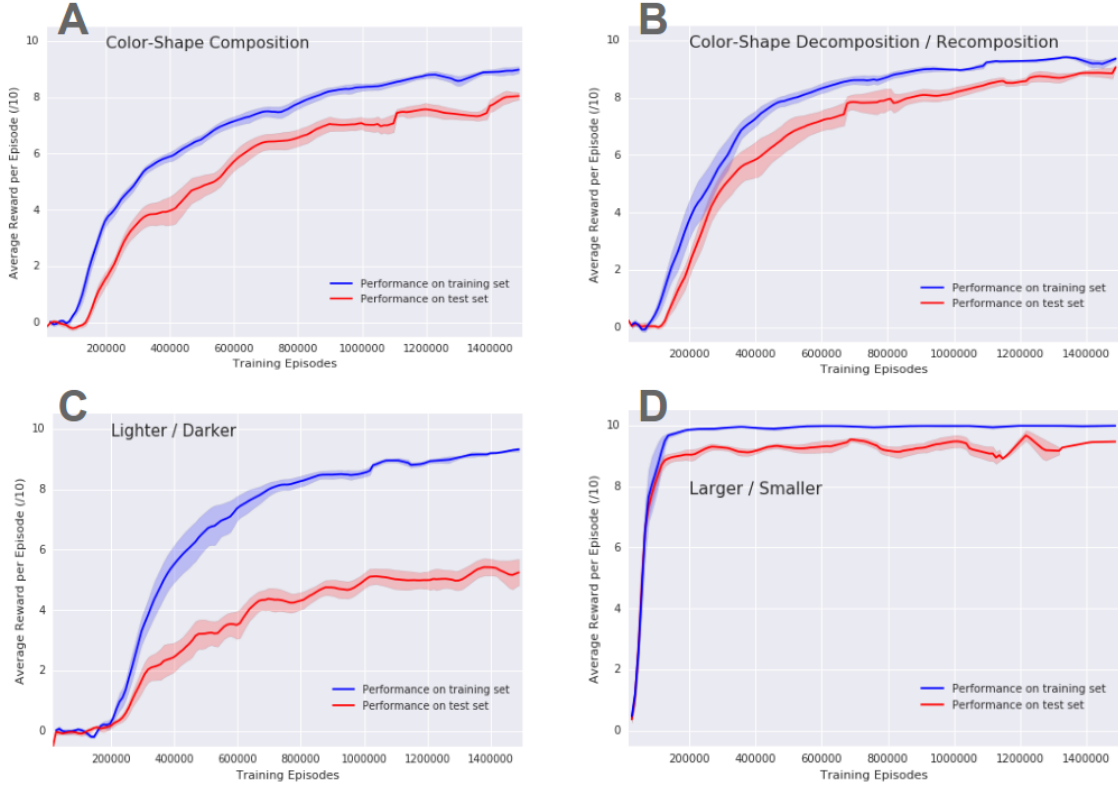 A
Color-Shape Composition
Average Reward per Episode (/10)
10
8
6
4
2
0
Performance on training set
Performance on test set
200000 400000 600000 800000 1000000 1200000 1400000
Training Episodes
B
Color-Shape Decomposition / Recomposition
Average Reward per Episode (/10)
10
8
6
4
2
0
Performance on training set
Performance on test set
200000 400000 600000 800000 1000000 1200000 1400000
Training Episodes
C
Lighter / Darker
Average Reward per Episode (/10)
10
8
6
4
2
0
Performance on training set
Performance on test set
200000 400000 600000 800000 1000000 1200000 1400000
Training Episodes
D
Larger / Smaller
Average Reward per Episode (/10)
10
8
6
4
2
0
Performance on training set
Performance on test set
200000 400000 600000 800000 1000000 1200000 1400000
Training Episodes